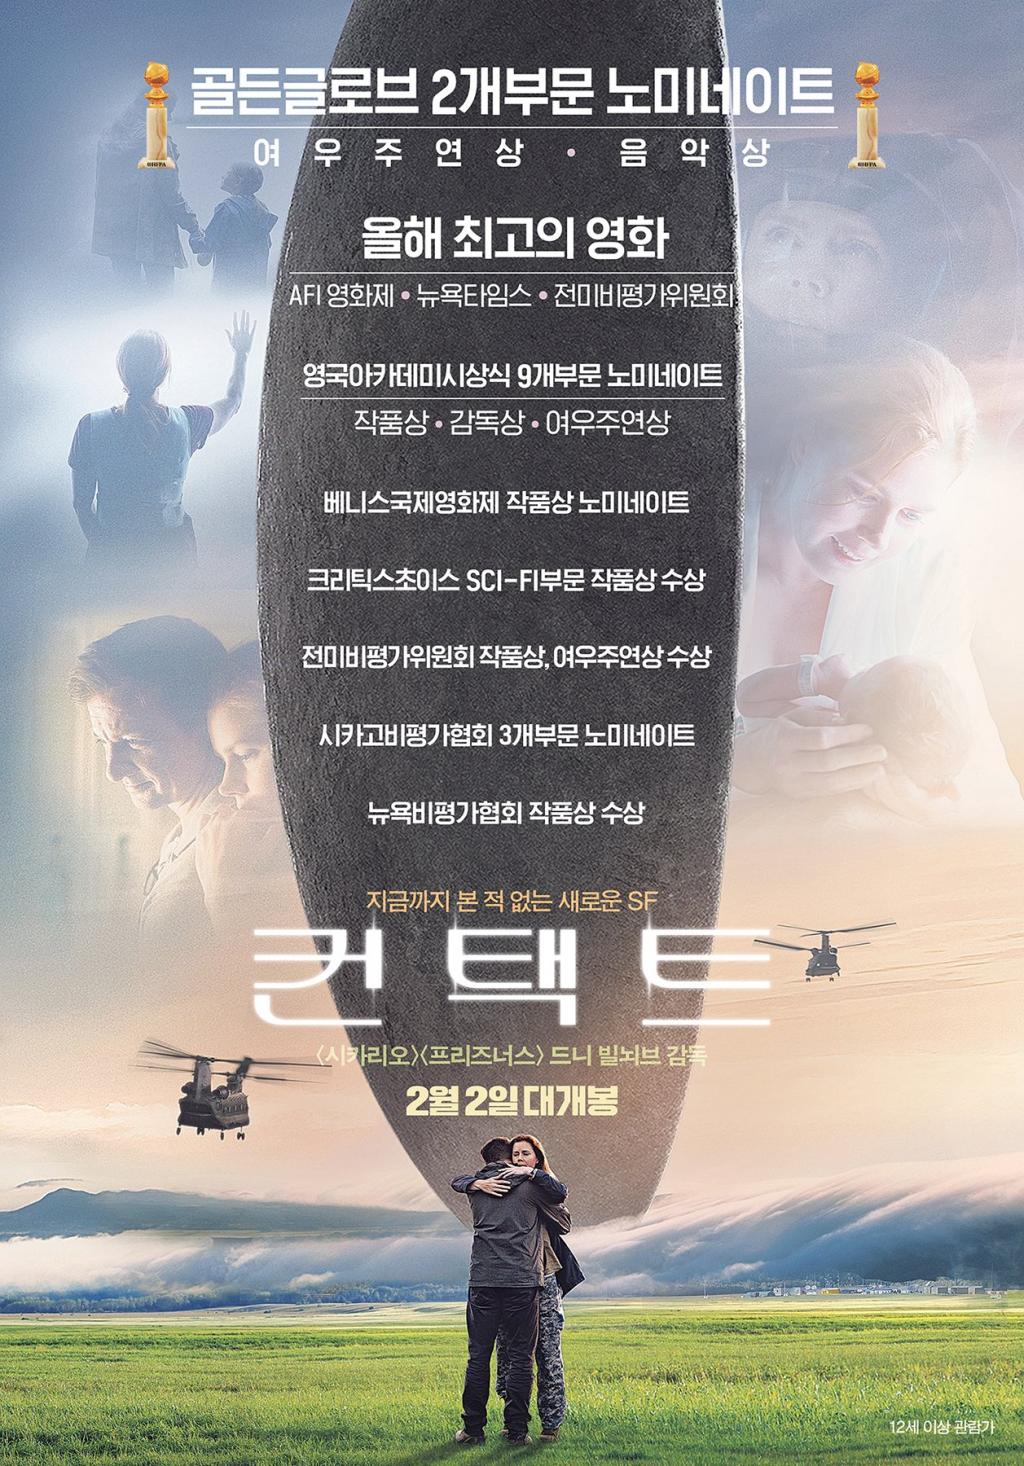 골든글로브 2개부문 노미네이트
여우주연상 • 음악상
HFPA
HFPA
올해 최고의 영화
AFI 영화제 • 뉴욕타임스 • 전미비평가위원회
영국아카데미시상식 9개부문 노미네이트
작품상 • 감독상 • 여우주연상
베니스국제영화제 작품상 노미네이트
크리틱스초이스 SCI-FI부문 작품상 수상
전미비평가위원회 작품상, 여우주연상 수상
시카고비평가협회 3개부문 노미네이트
뉴욕비평가협회 작품상 수상
지금까지 본 적 없는 새로운 SF
컨택트
<시카리오><프리즈너스> 드니 빌뇌브 감독
2월 2일 대개봉
12세 이상 관람가